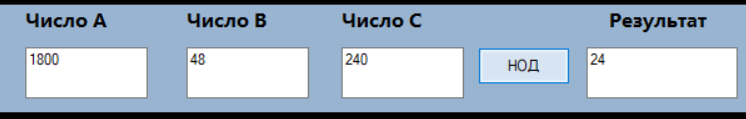 Число А Число В Число С Результат
1800 48 240 НОД 24